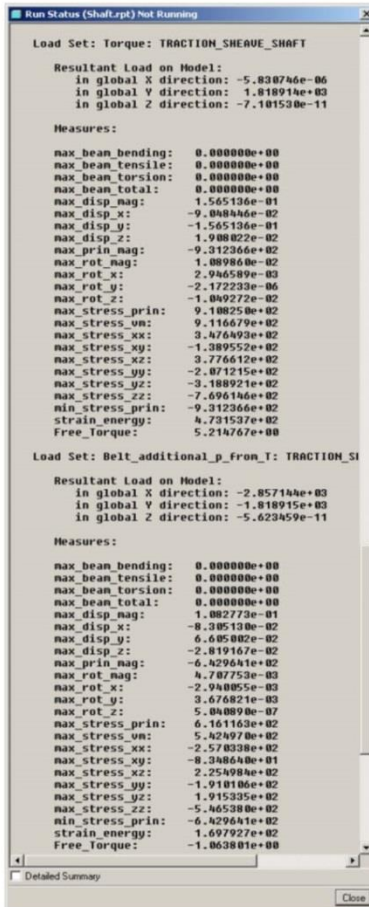 Run Status (Shaft.rpt) Not Running
Load Set: Torque: TRACTION_SHEAVE_SHAFT
Resultant Load on Model:
in global X direction: -5.830746e-06
in global Y direction: 1.818914e+03
in global Z direction: -7.101530e-11
Measures:
max_beam_bending: 0.000000e+00
max_beam_tensile: 0.000000e+00
max_beam_torsion: 0.000000e+00
max_beam_total: 0.000000e+00
max_disp_mag: 1.565136e-01
max_disp_x: -9.048446e-02
max_disp_y: -1.565136e-01
max_disp_z: 1.908022e-02
max_prin_mag: -9.312366e+02
max_rot_mag: 1.089860e-02
max_rot_x: 2.946589e-03
max_rot_y: -2.172233e-06
max_rot_z: -1.049272e-02
max_stress_prin: 9.108250e+02
max_stress_vm: 9.116679e+02
max_stress_xx: 3.476493e+02
max_stress_xy: -1.389552e+02
max_stress_xz: 3.776612e+02
max_stress_yy: -2.071215e+02
max_stress_yz: -3.188921e+02
max_stress_zz: -7.696146e+02
min_stress_prin: -9.312366e+02
strain_energy: 4.731537e+02
Free_Torque: 5.214767e+00
Load Set: Belt_additional_p_from_T: TRACTION_SI
Resultant Load on Model:
in global X direction: -2.857144e+03
in global Y direction: -1.818915e+03
in global Z direction: -5.623459e-11
Measures:
max_beam_bending: 0.000000e+00
max_beam_tensile: 0.000000e+00
max_beam_torsion: 0.000000e+00
max_beam_total: 0.000000e+00
max_disp_mag: 1.082773e-01
max_disp_x: -8.305130e-02
max_disp_y: 6.605002e-02
max_disp_z: -2.819167e-02
max_prin_mag: -6.429641e+02
max_rot_mag: 4.707753e-03
max_rot_x: -2.940055e-03
max_rot_y: 3.676821e-03
max_rot_z: 5.040890e-07
max_stress_prin: 6.161163e+02
max_stress_vm: 5.424970e+02
max_stress_xx: -2.570338e+02
max_stress_xy: -8.348640e+01
max_stress_xz: 2.254984e+02
max_stress_yy: -1.910106e+02
max_stress_yz: 1.915335e+02
max_stress_zz: -5.465380e+02
min_stress_prin: -6.429641e+02
strain_energy: 1.697927e+02
Free_Torque: -1.063801e+00
Detailed Summary
Close